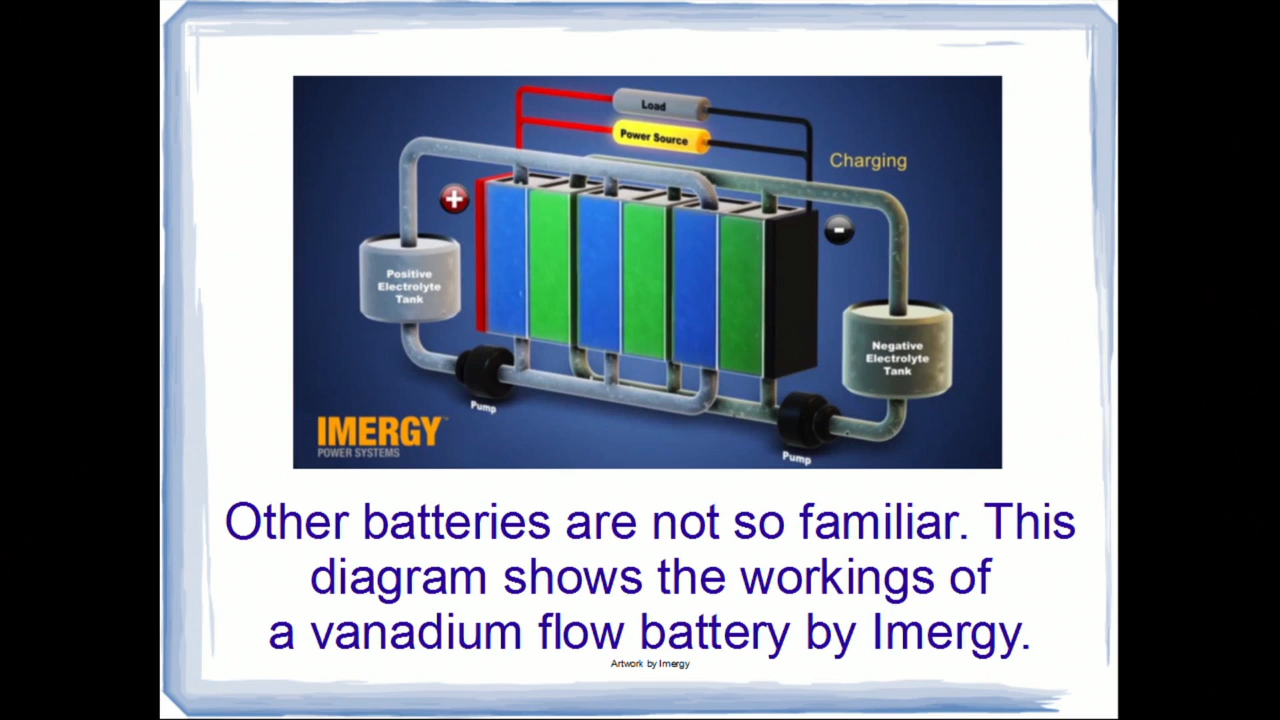 Load
Power Source
Charging
+
-
Positive
Electrolyte
Tank
Negative
Electrolyte
Tank
Pump
Pump
IMERGY™
POWER SYSTEMS
Other batteries are not so familiar. This
diagram shows the workings of
a vanadium flow battery by Imergy.
Artwork by Imergy